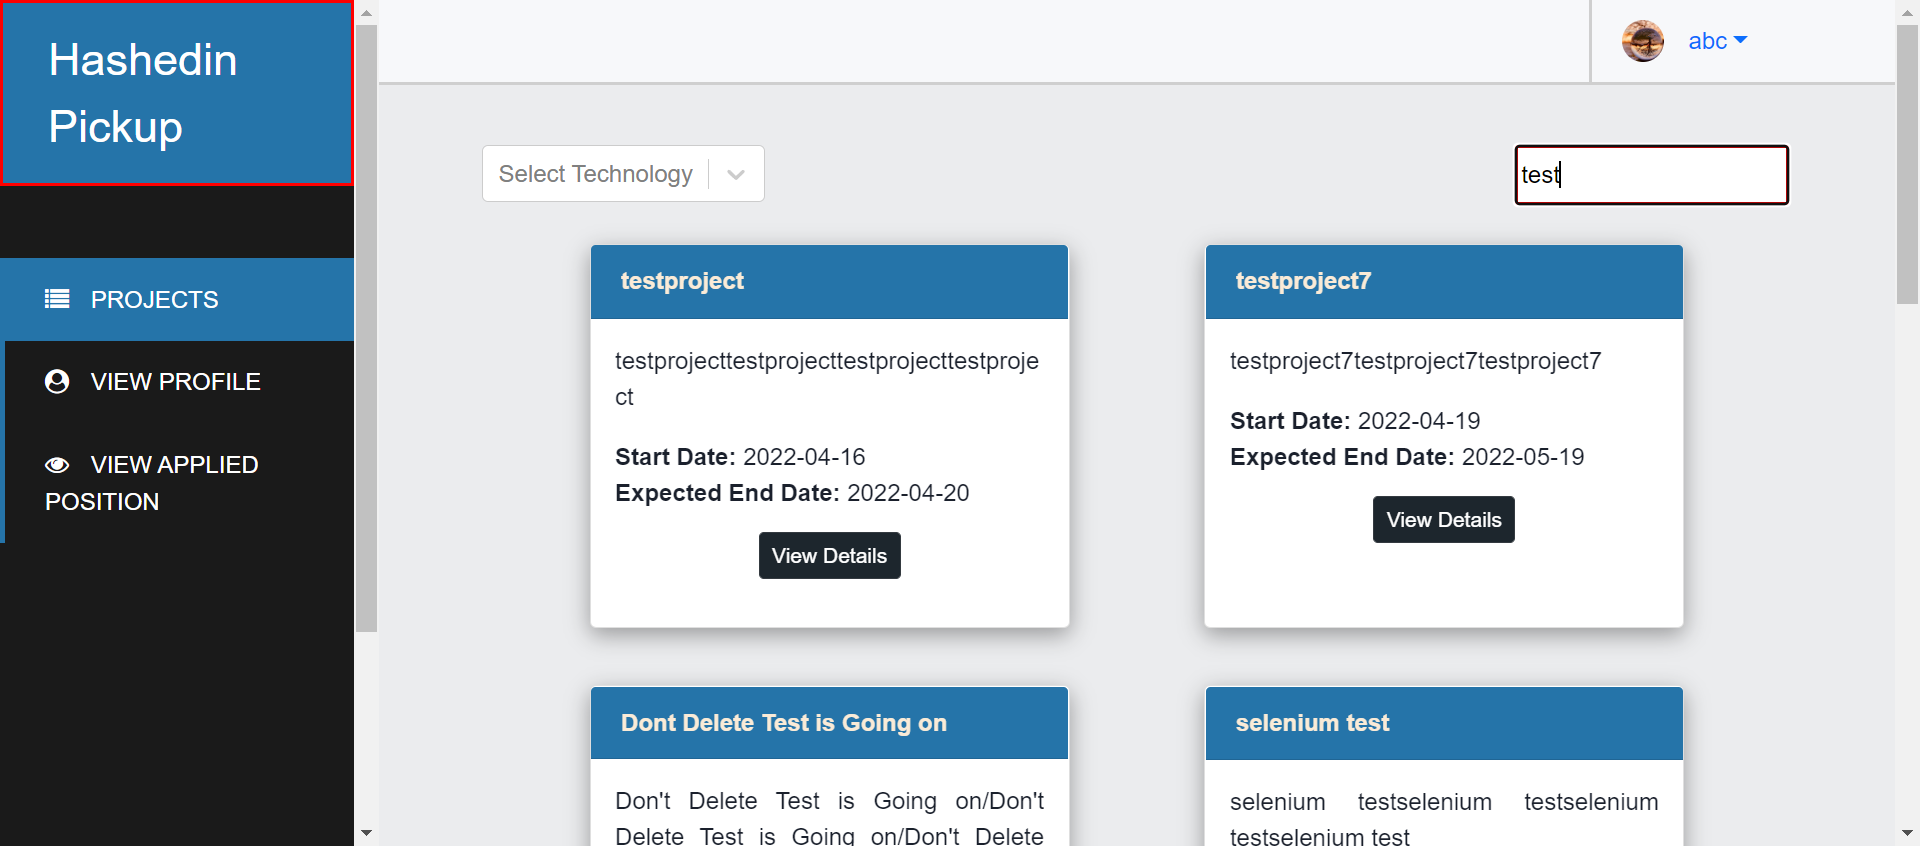 Hashedin
Pickup
abc
PROJECTS
VIEW PROFILE
VIEW APPLIED
POSITION
Select Technology
test
testproject
testprojecttestprojecttestprojecttestproje
ct
Start Date: 2022-04-16
Expected End Date: 2022-04-20
View Details
testproject7
testproject7testproject7testproject7
Start Date: 2022-04-19
Expected End Date: 2022-05-19
View Details
Dont Delete Test is Going on
Don't Delete Test is Going on/Don't
Delete Test is Going on/Don't Delete
selenium test
selenium testselenium testselenium
testselenium test